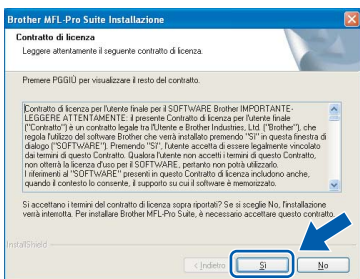 Brother MFL-Pro Suite Installazione
Contratto di licenza
Leggere attentamente il seguente contratto di licenza.
Premere PGGIÙ per visualizzare il resto del contratto.
Contratto di licenza per l'utente finale per il SOFTWARE Brother IMPORTANTE-
LEGGERE ATTENTAMENTE: il presente Contratto di licenza per l'utente finale
("Contratto") è un contratto legale tra l'Utente e Brother Industries, Ltd. ("Brother"), che
regola l'utilizzo del software Brother che verrà installato premendo "Sì" in questa finestra di
dialogo ("SOFTWARE"). Premendo "Sì", l'utente accetta di essere legalmente vincolato
dai termini di questo Contratto. Qualora l'utente non accetti i termini di questo Contratto,
non otterrà la licenza d'uso per il SOFTWARE, pertanto non potrà utilizzarlo.
I riferimenti al "SOFTWARE" presenti in questo Contratto di licenza includono anche,
quando il contesto lo consente, il supporto su cui il software è memorizzato.
Si accettano i termini del contratto di licenza sopra riportati? Se si sceglie No, l'installazione
verrà interrotta. Per installare Brother MFL-Pro Suite, è necessario accettare questo contratto.
InstallShield
< Indietro
Sì
No